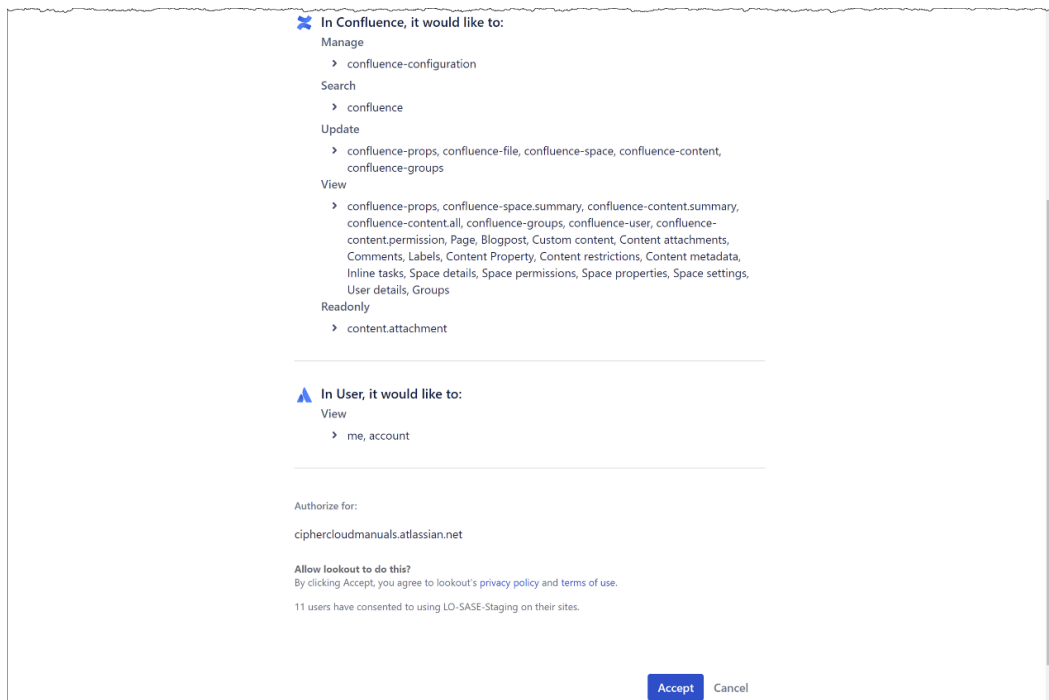 In Confluence, it would like to:
Manage
confluence-configuration
Search
confluence
Update
confluence-props, confluence-file, confluence-space, confluence-content,
confluence-groups
View
confluence-props, confluence-space.summary, confluence-content.summary,
confluence-content.all, confluence-groups, confluence-user, confluence-
content.permission, Page, Blogpost, Custom content, Content attachments,
Comments, Labels, Content Property, Content restrictions, Content metadata,
Inline tasks, Space details, Space permissions, Space properties, Space settings,
User details, Groups
Readonly
content.attachment
In User, it would like to:
View
me, account
Authorize for:
ciphercloudmanuals.atlassian.net
Allow lookout to do this?
By clicking Accept, you agree to lookout's privacy policy and terms of use.
11 users have consented to using LO-SASE-Staging on their sites.
Accept Cancel